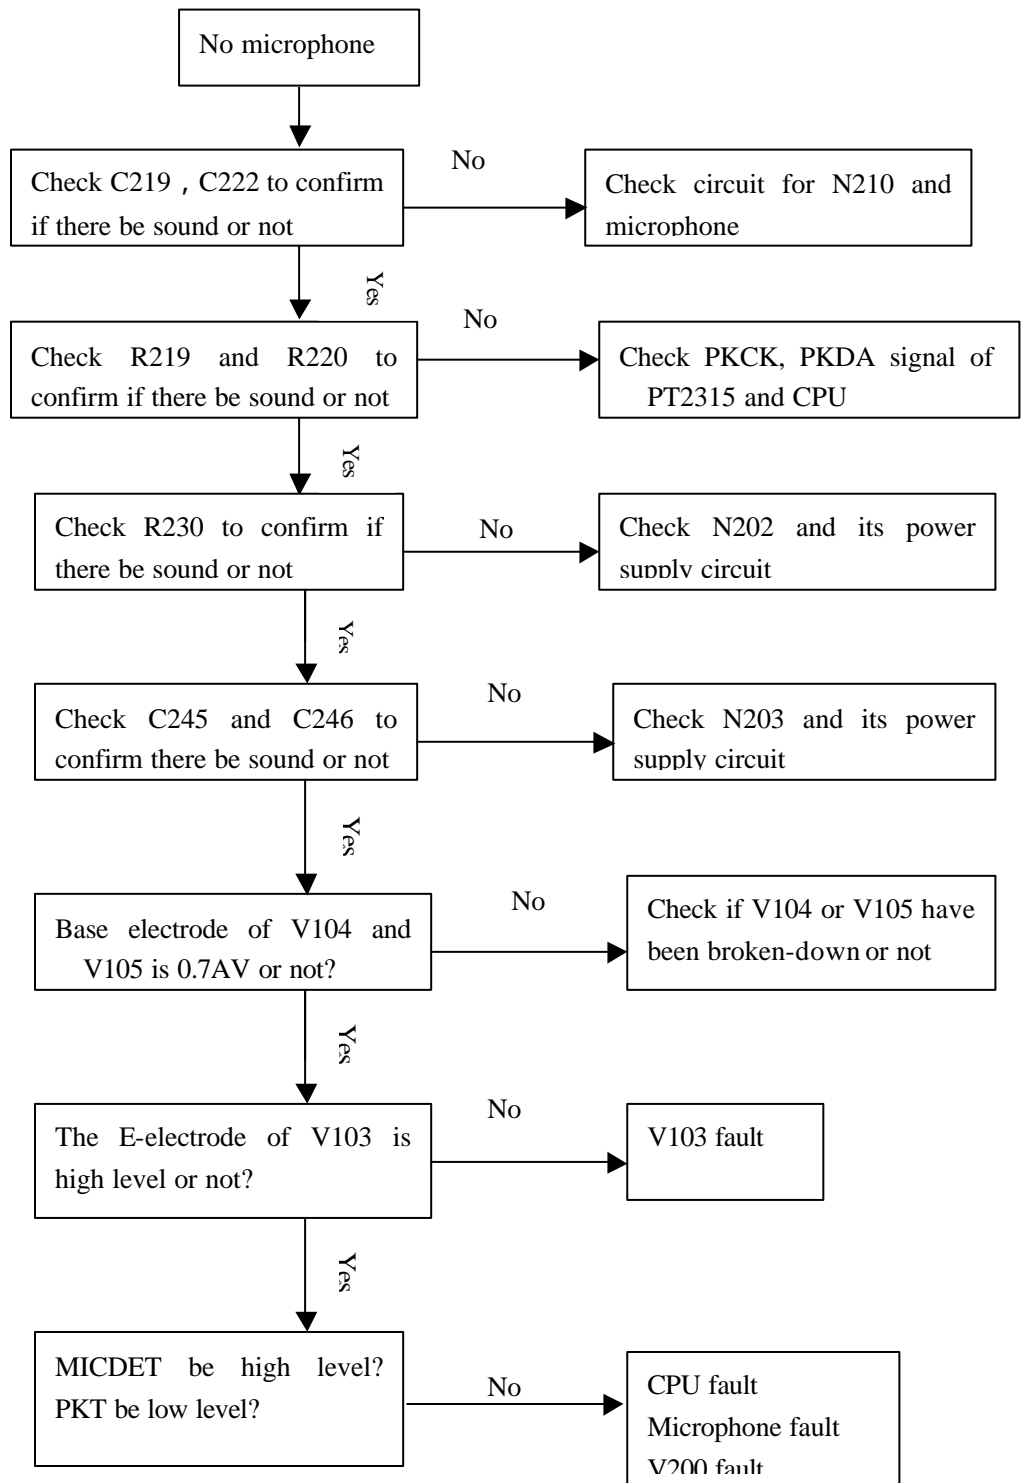 No microphone
Check C219 , C222 to confirm
if there be sound or not
No
Check circuit for N210 and
microphone
Yes
Check R219 and R220 to
confirm if there be sound or not
No
Check PKCK, PKDA signal of
PT2315 and CPU
Yes
Check R230 to confirm if
there be sound or not
No
Check N202 and its power
supply circuit
Yes
Check C245 and C246 to
confirm there be sound or not
No
Check N203 and its power
supply circuit
Yes
Base electrode of V104 and
V105 is 0.7AV or not?
No
Check if V104 or V105 have
been broken-down or not
Yes
The E-electrode of V103 is
high level or not?
No
V103 fault
Yes
MICDET be high level?
PKT be low level?
No
CPU fault
Microphone fault
V200 fault